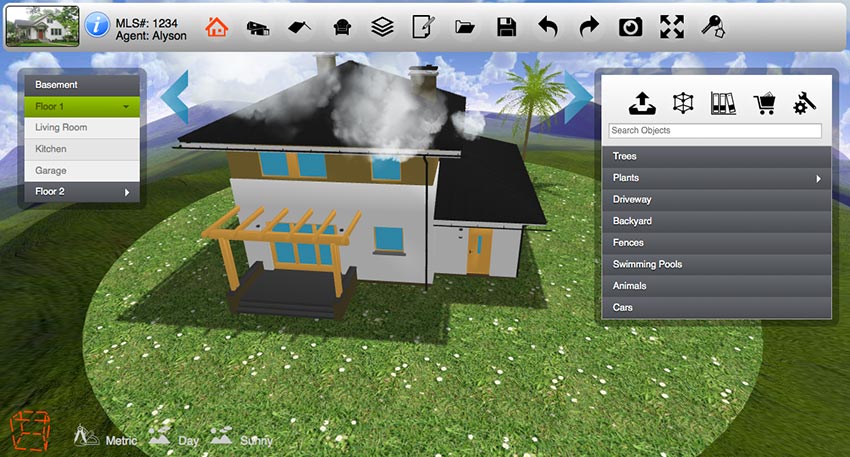 MLS#: 1234
Agent: Alyson
Basement
Floor 1
Living Room
Kitchen
Garage
Floor 2
Search Objects
Trees
Plants
Driveway
Backyard
Fences
Swimming Pools
Animals
Cars
Metric Day Sunny